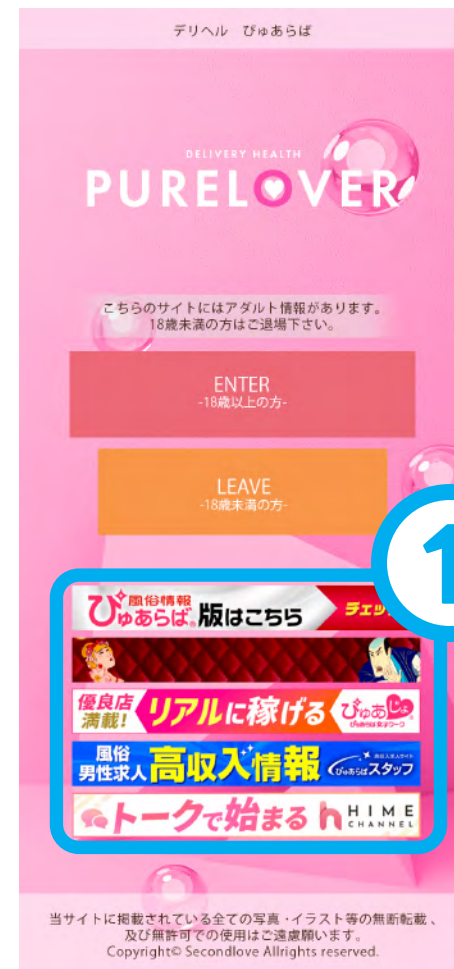 デリヘル　ぴゅあらば
DELIVERY HEALTH
PURELOVER
こちらのサイトにはアダルト情報があります。
18歳未満の方はご退場下さい。
ENTER
-18歳以上の方-
LEAVE
-18歳未満の方-
1
風俗情報
ぴゅあらば® 版はこちら
チェッ
優良店
満載! リアルに稼げる ぴゅあじょ
風俗
男性求人 高収入情報 ぴゅあらばスタッフ
トークで始まる h HIME
CHANNEL
当サイトに掲載されている全ての写真・イラスト等の無断転載、
及び無許可での使用はご遠慮願います。
Copyright© Secondlove Allrights reserved.